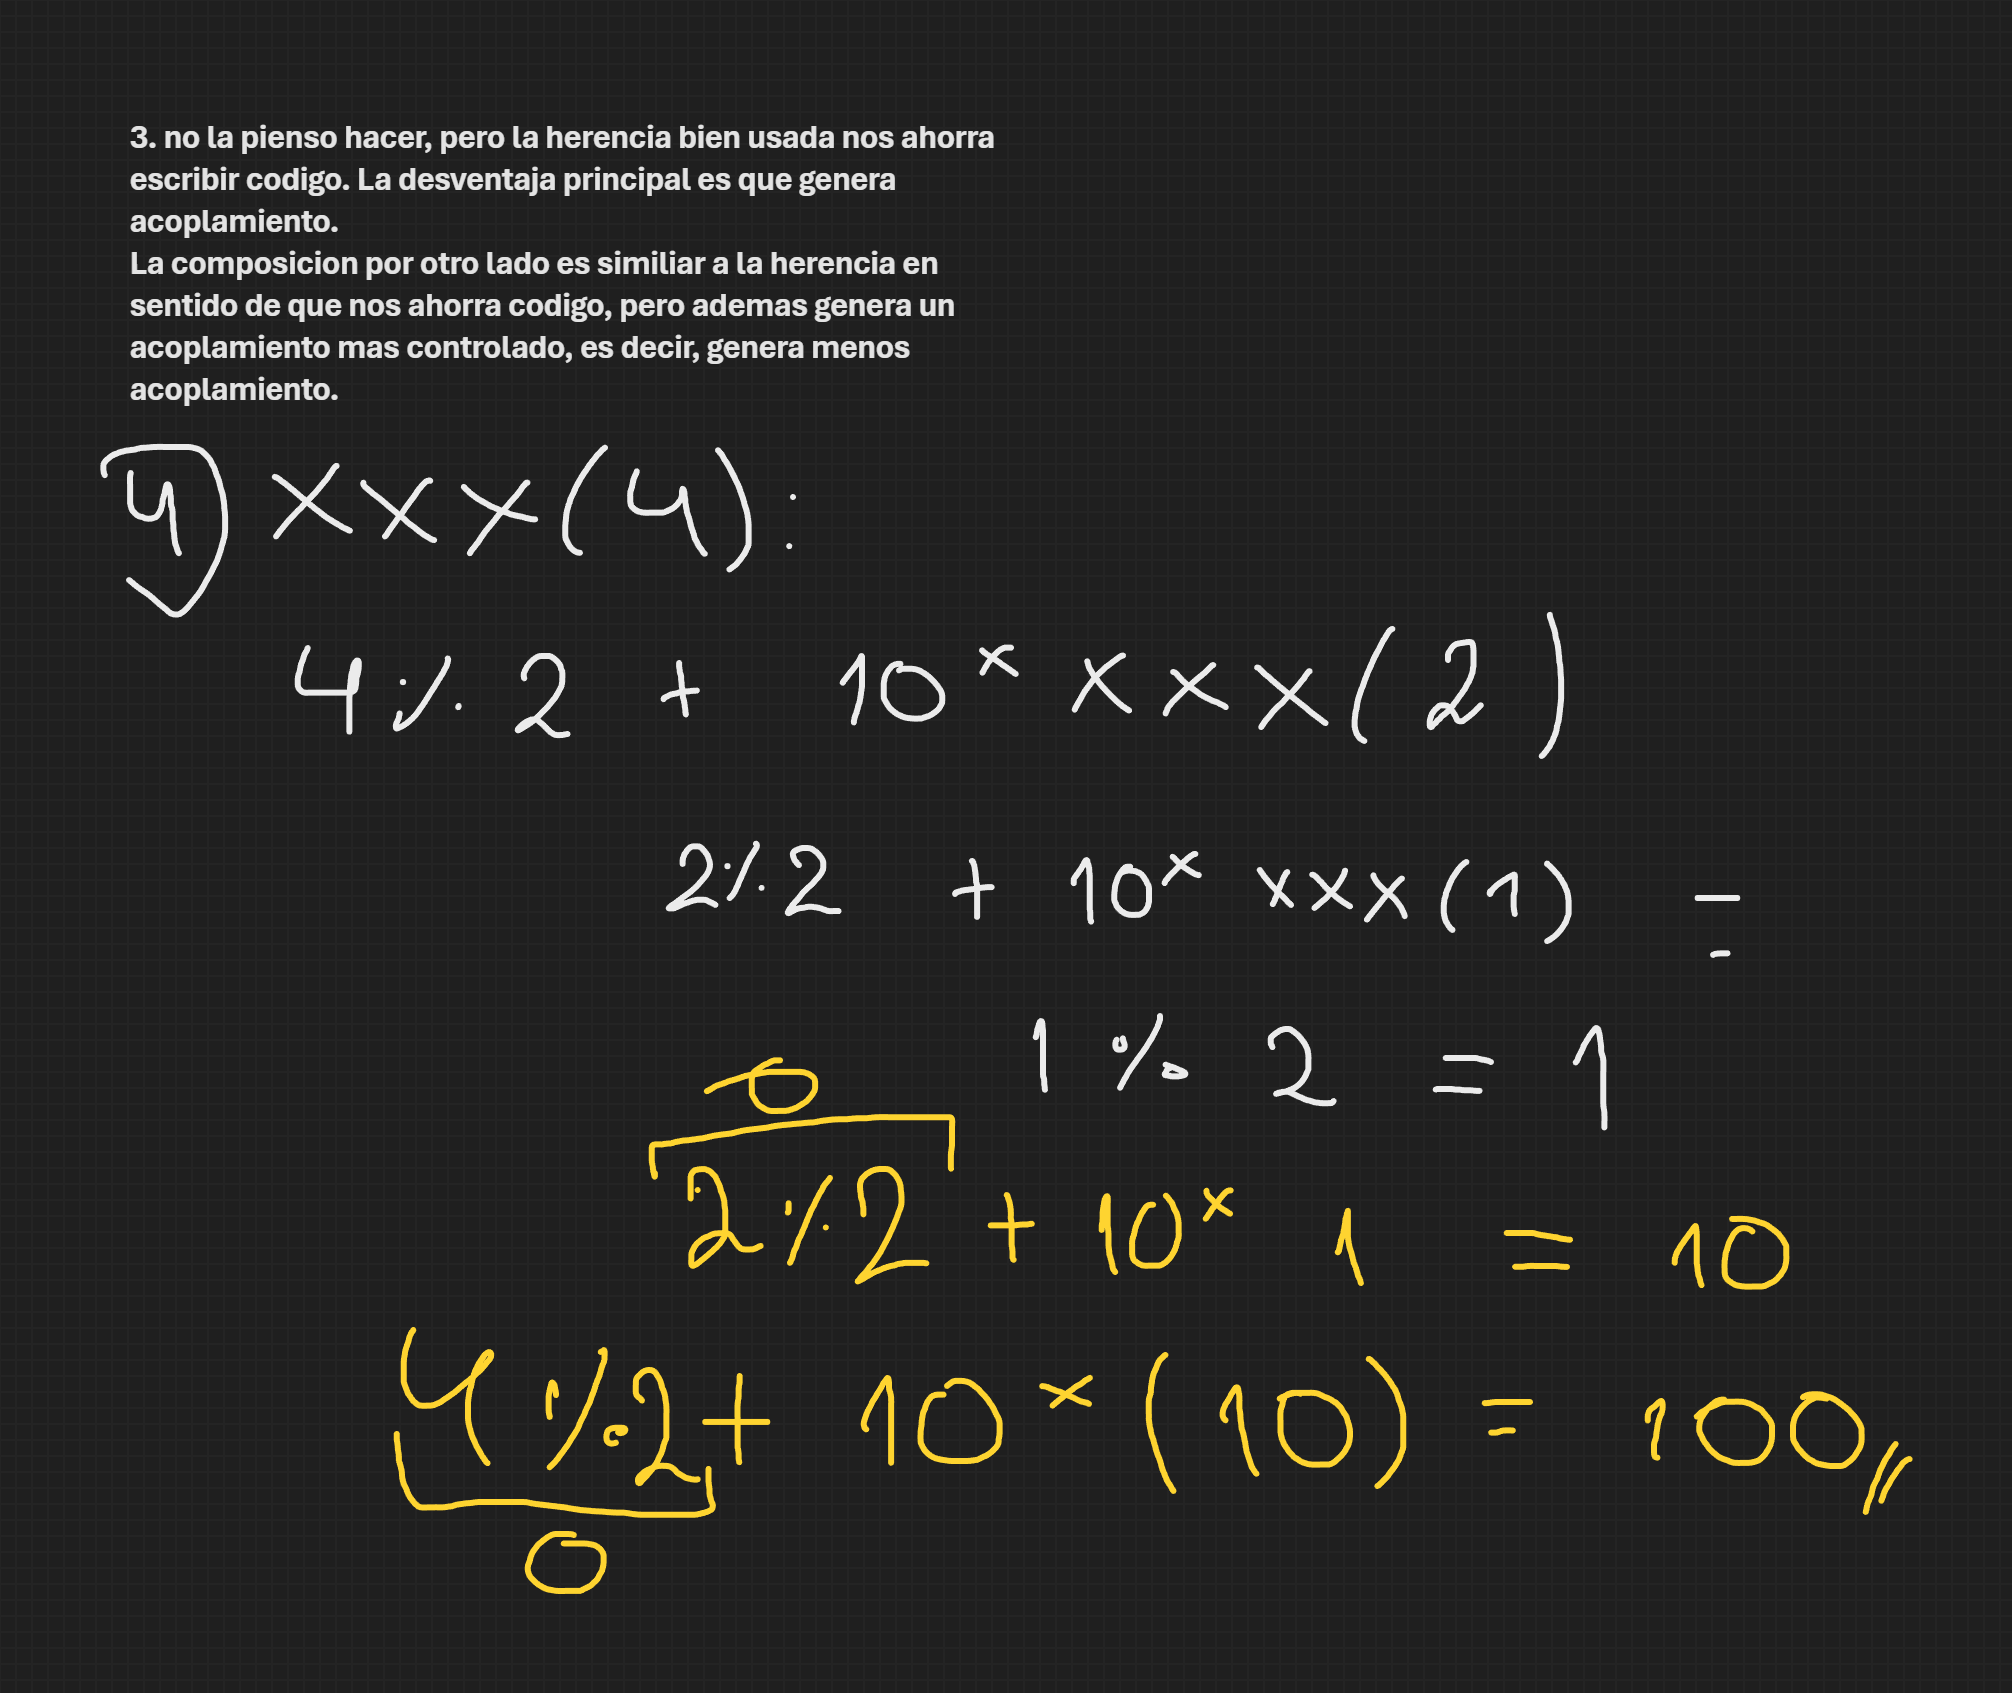 3. no la pienso hacer, pero la herencia bien usada nos ahorra
escribir codigo. La desventaja principal es que genera
acoplamiento.
La composicion por otro lado es similiar a la herencia en
sentido de que nos ahorra codigo, pero ademas genera un
acoplamiento mas controlado, es decir, genera menos
acoplamiento.
4) xxx(4):
4 % 2 + 10 x xxx(2)
2 % 2 + 10 x xxx(1) =
1 % 2 = 1
0
2 % 2 + 10 x 1 = 10
4 % 2 + 10 x (10) = 100 //
0